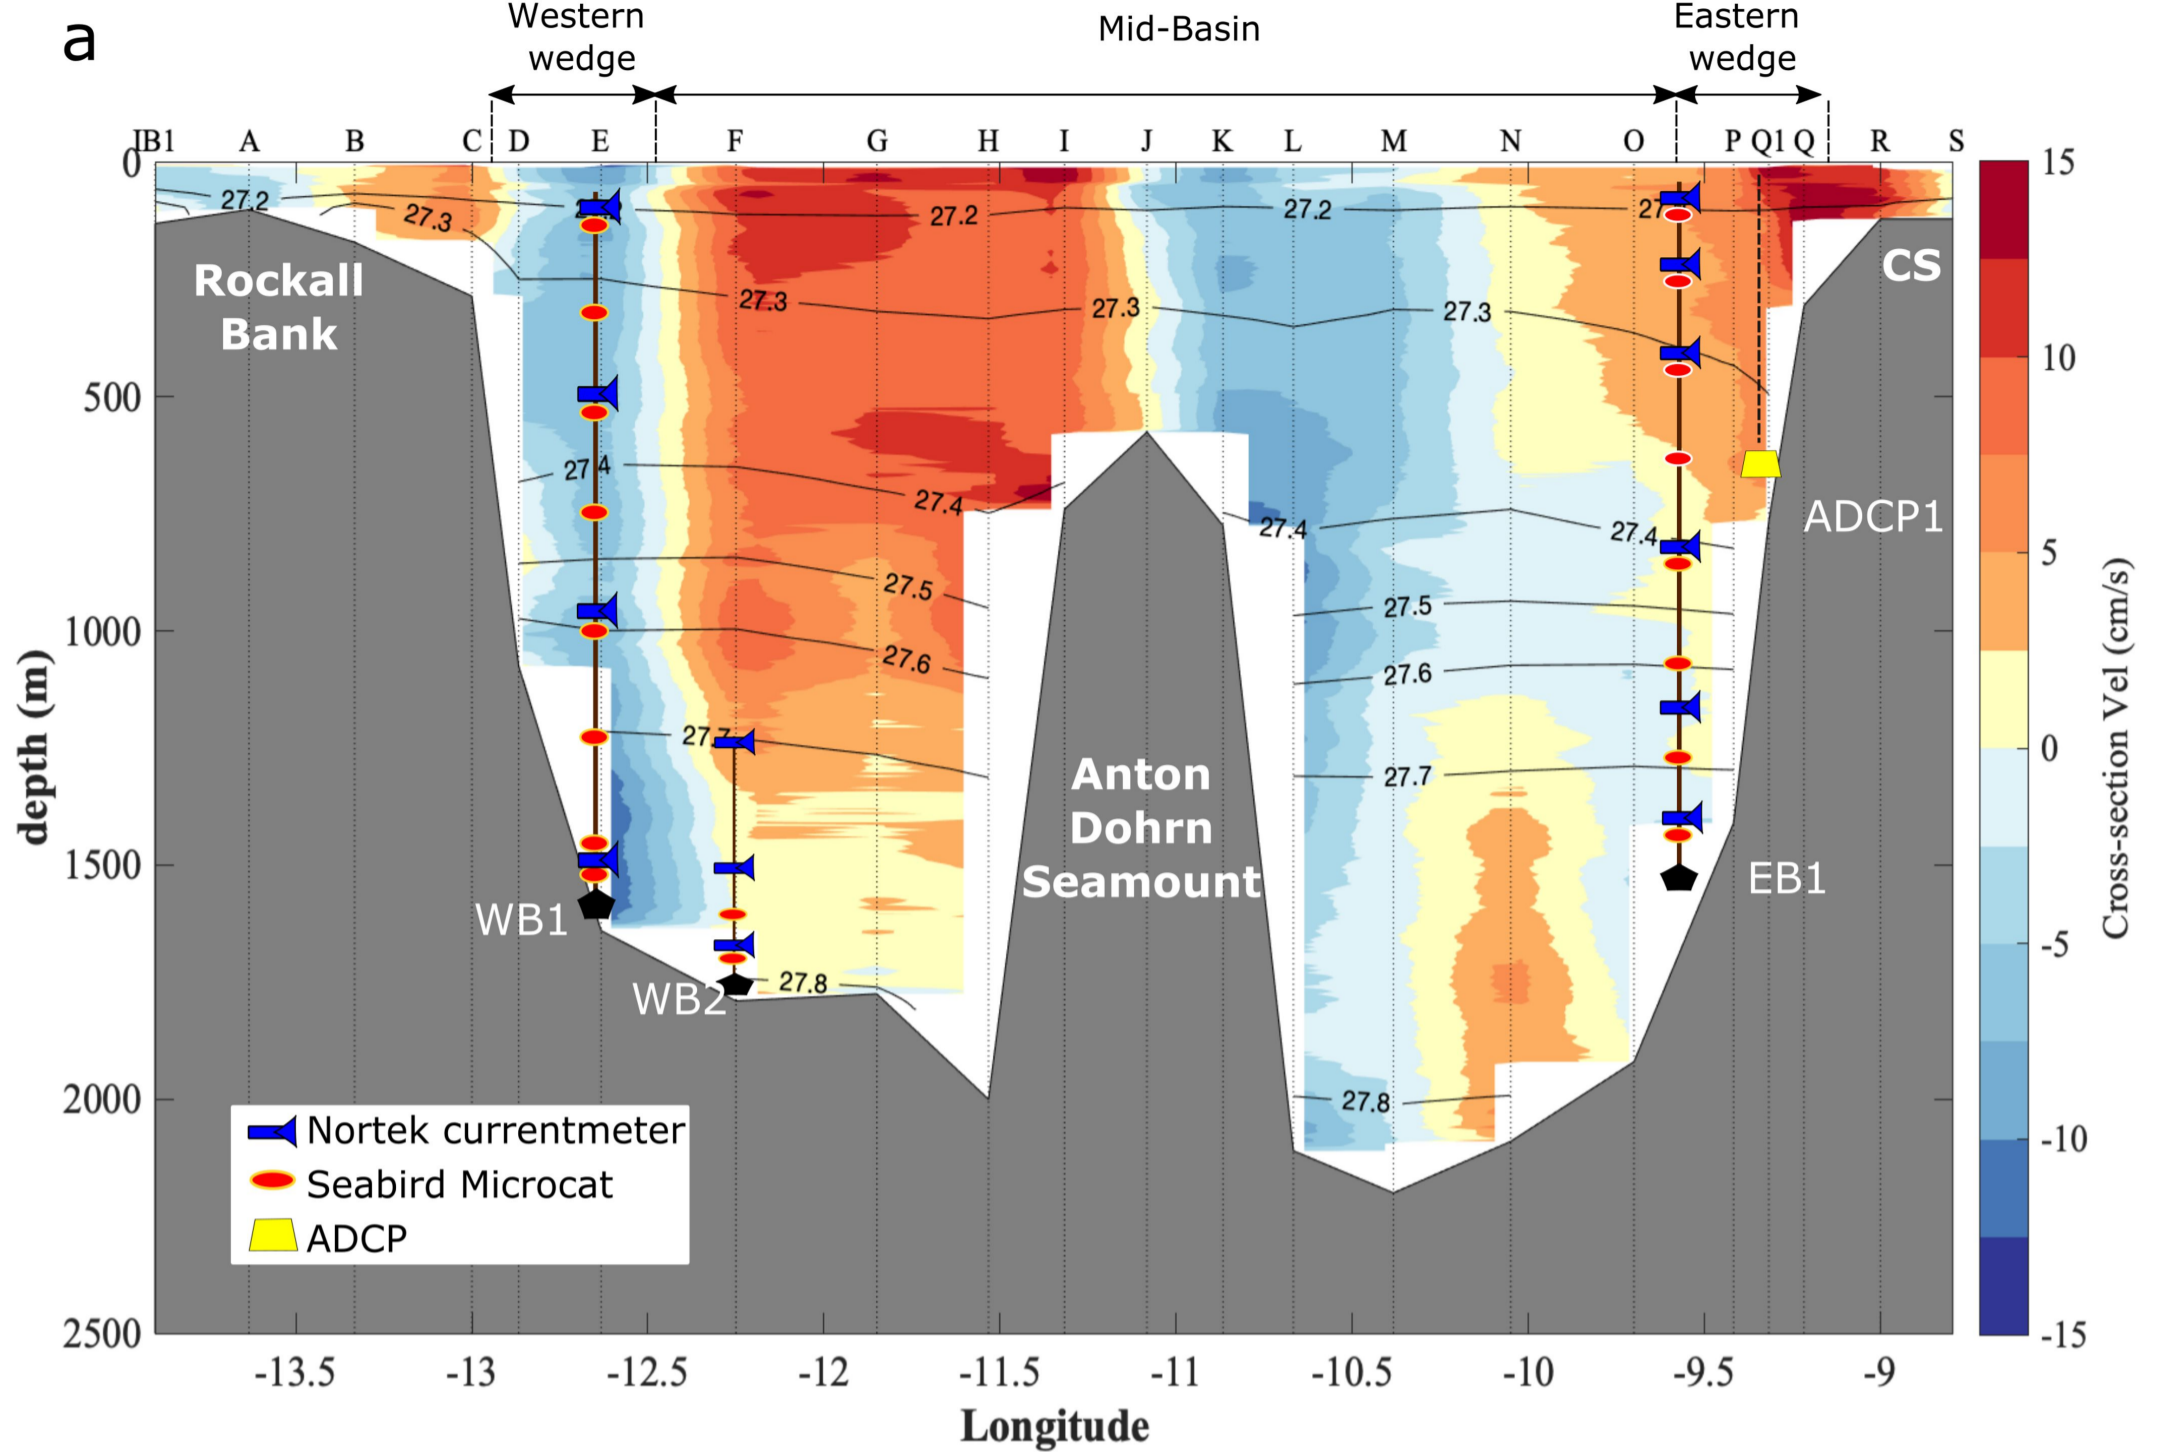 a
Western
wedge
Mid-Basin
Eastern
wedge
IB1 A B C D E F G H I J K L M N O P Q1 Q R S
0
500
1000
1500
2000
2500
depth (m)
27.2
27.3
27.2
27.3
27.2
27.3
27.3
27.4
27.4
27.4
27.4
27.5
27.5
27.6
27.6
27.7
27.7
27.8
27.8
Rockall
Bank
CS
ADCP1
Anton
Dohrn
Seamount
WB1
WB2
EB1
Nortek currentmeter
Seabird Microcat
ADCP
-13.5 -13 -12.5 -12 -11.5 -11 -10.5 -10 -9.5 -9
Longitude
15
10
5
0
-5
-10
-15
Cross-section Vel (cm/s)